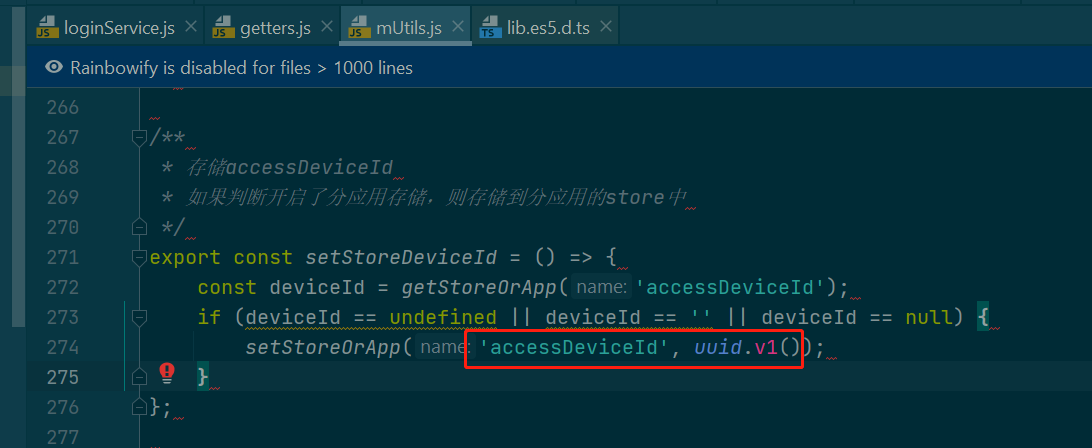 loginService.js getters.js mUtils.js lib.es5.d.ts
Rainbowify is disabled for files > 1000 lines
266
267 /**
268 * 存储accessDeviceId
269 * 如果判断开启了分应用存储，则存储到分应用的store中
270 */
271 export const setStoreDeviceId = () => {
272 const deviceId = getStoreOrApp( name: 'accessDeviceId');
273 if (deviceId == undefined || deviceId == '' || deviceId == null) {
274 setStoreOrApp( name: 'accessDeviceId', uuid.v1());
275 }
276 };
277